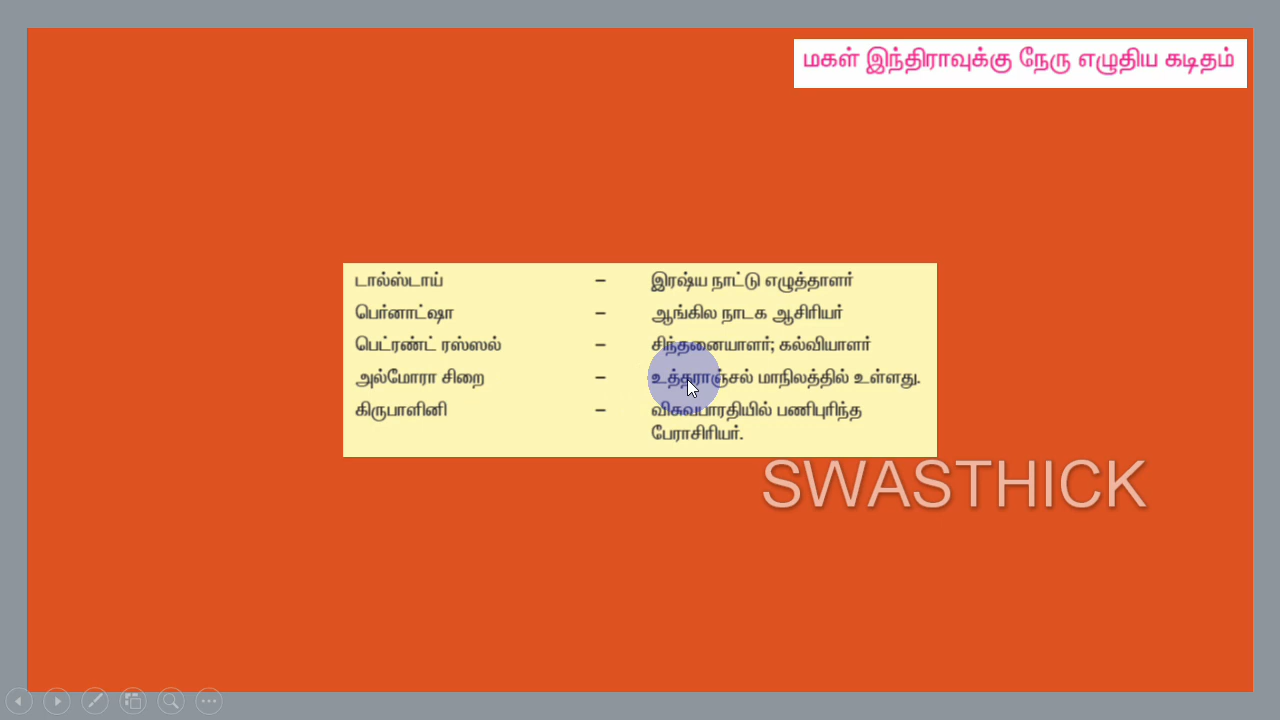 மகள் இந்திராவுக்கு நேரு எழுதிய கடிதம்
டால்ஸ்டாய் – இரஷ்ய நாட்டு எழுத்தாளர்
பெர்னாட்ஷா – ஆங்கில நாடக ஆசிரியர்
பெட்ரண்ட் ரஸ்ஸல் – சிந்தனையாளர்; கல்வியாளர்
அல்மோரா சிறை – உத்தராஞ்சல் மாநிலத்தில் உள்ளது.
கிருபாளினி – விசுவபாரதியில் பணிபுரிந்த
பேராசிரியர்.
SWASTHICK